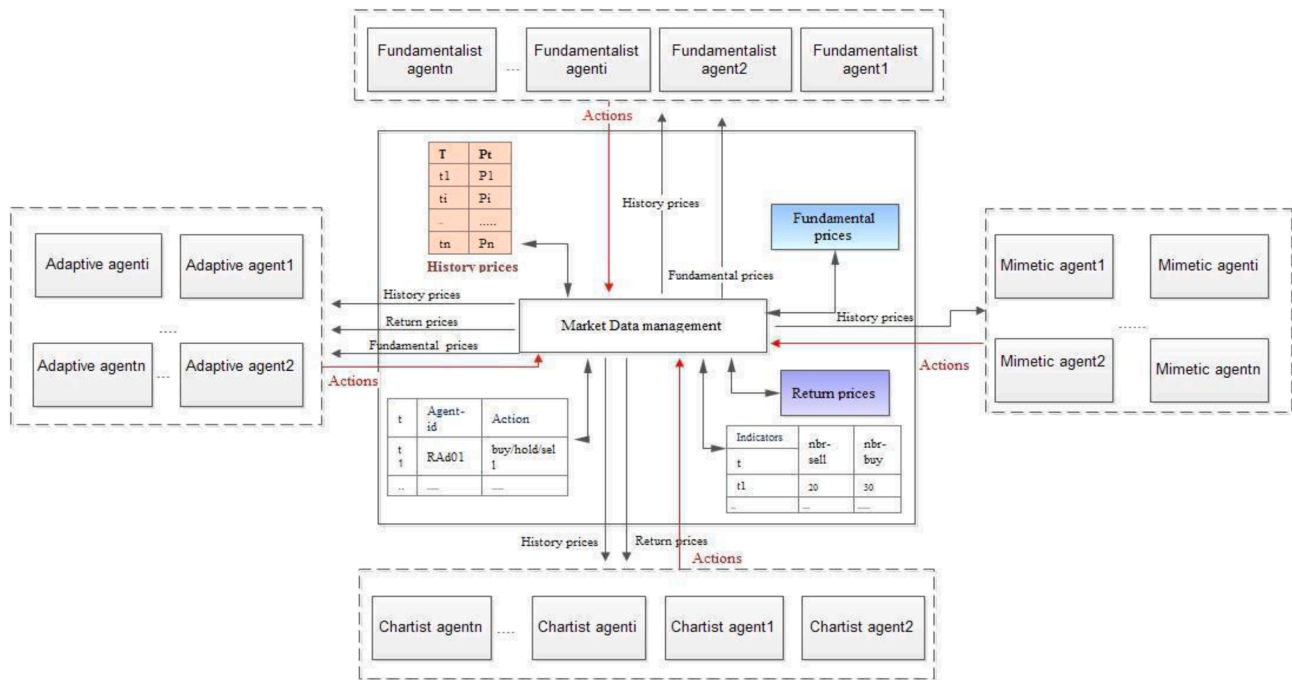 Fundamentalist
agentn
....
Fundamentalist
agenti
Fundamentalist
agent2
Fundamentalist
agent1
Actions
T Pt
t1 P1
ti Pi
.. .....
tn Pn
History prices
History prices
Fundamental prices
Fundamental
prices
Adaptive agenti
Adaptive agent1
.....
Adaptive agentn
....
Adaptive agent2
History prices
Return prices
Fundamental prices
Actions
Market Data management
History prices
Actions
Mimetic agent1
Mimetic agenti
......
Mimetic agent2
Mimetic agentn
Return prices
t Agent-
id Action
t
1 RAd01 buy/hold/sel
l
.. ---- -----
Indicators nbr-
sell nbr-
buy
t
t1 20 30
.. ... .....
History prices
Return prices
Actions
Chartist agentn
.....
Chartist agenti
Chartist agent1
Chartist agent2